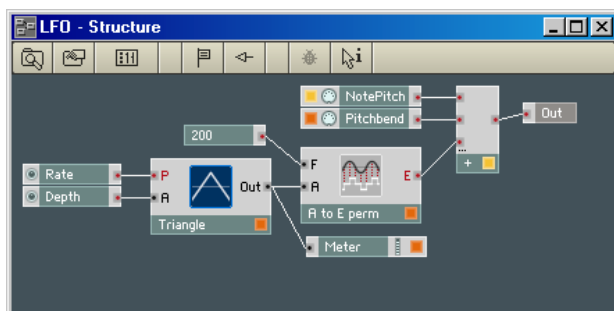 LFO - Structure
NotePitch
Pitchbend
Out
200
+
Rate
Depth
P
A
Out
Triangle
F
A
E
A to E perm
Meter